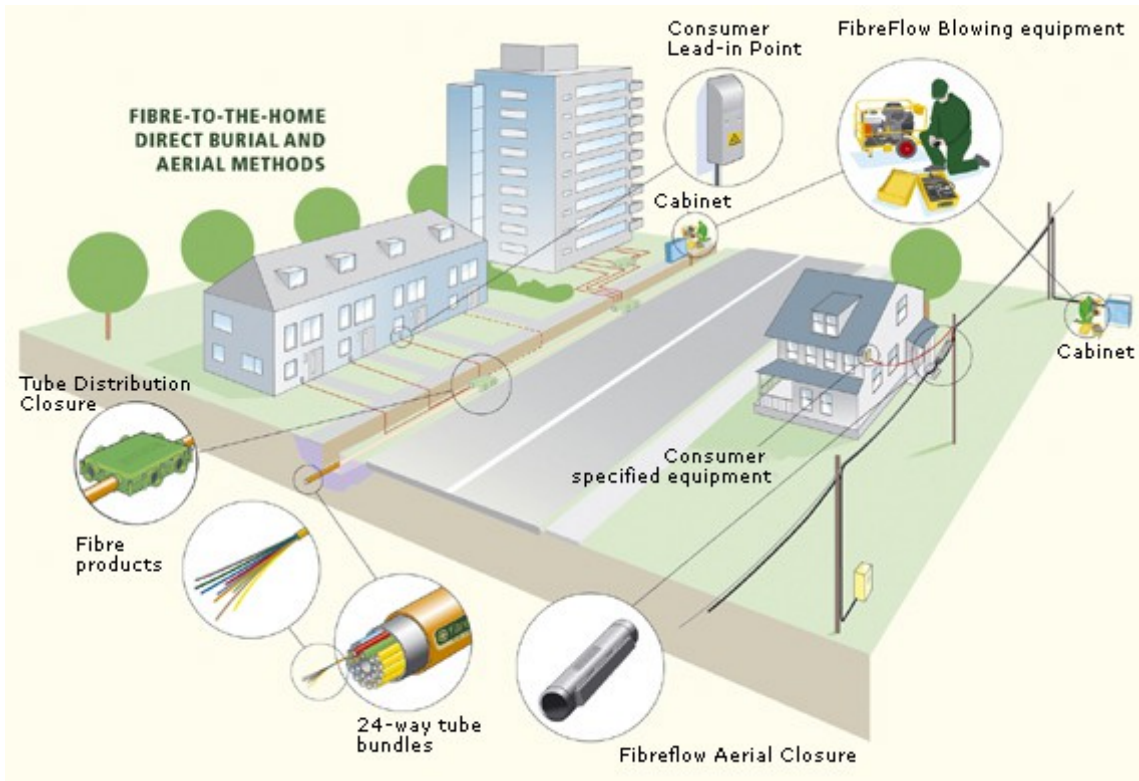 Consumer
Lead-in Point
FibreFlow Blowing equipment
FIBRE-TO-THE-HOME
DIRECT BURIAL AND
AERIAL METHODS
Cabinet
Cabinet
Tube Distribution
Closure
Consumer
specified equipment
Fibre
products
24-way tube
bundles
Fibreflow Aerial Closure